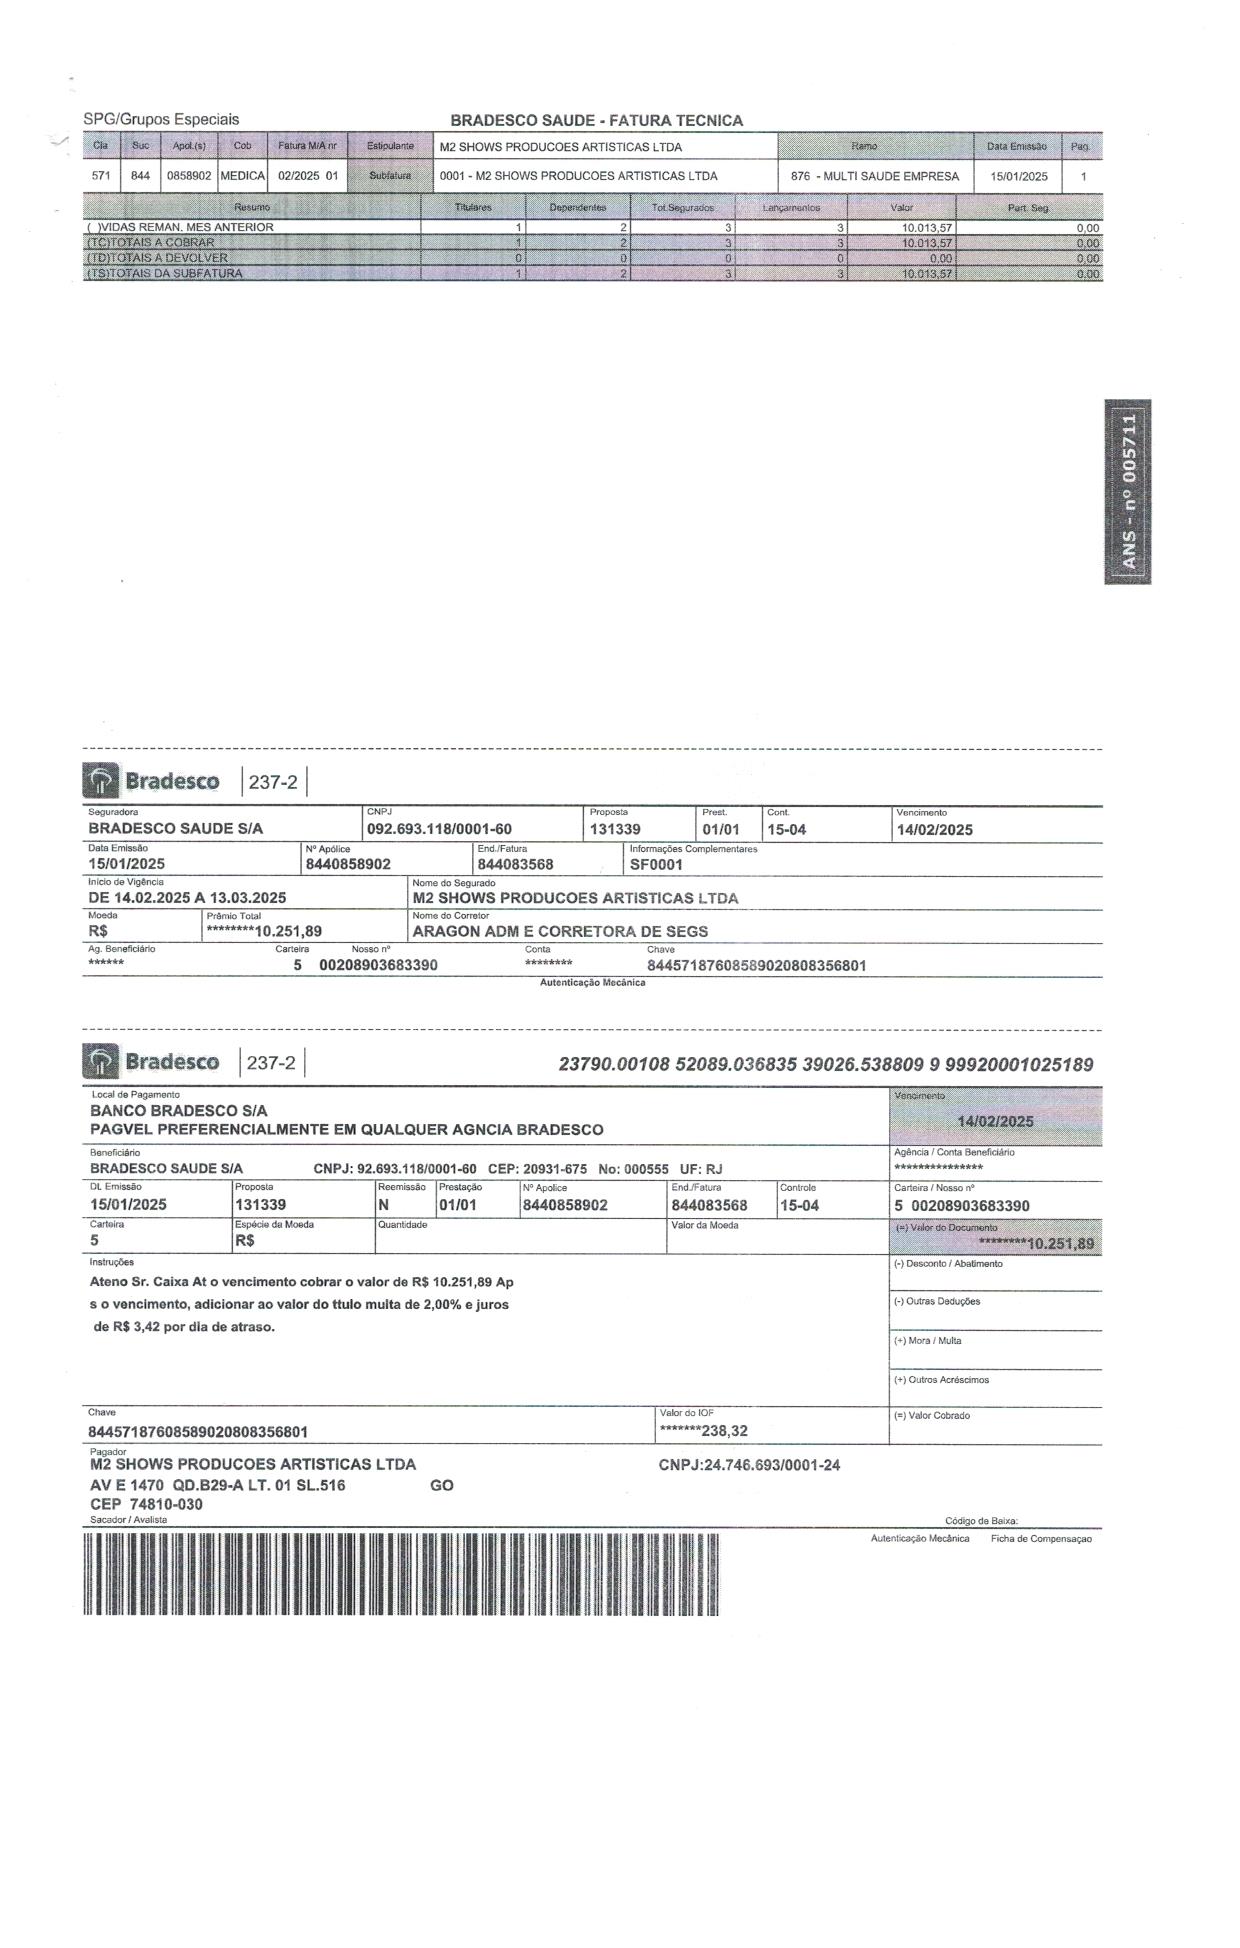 SPG/Grupos Especiais BRADESCO SAUDE - FATURA TECNICA
Cia Suc Apol.(s) Cob Fatura M/A nr Estipulante M2 SHOWS PRODUCOES ARTISTICAS LTDA Ramo Data Emissão Pag.
571 844 0858902 MEDICA 02/2025 01 Subfatura 0001 - M2 SHOWS PRODUCOES ARTISTICAS LTDA 876 - MULTI SAUDE EMPRESA 15/01/2025 1
Resumo Titulares Dependentes Tot.Segurados Lançamentos Valor Part. Seg.
( )VIDAS REMAN. MES ANTERIOR 1 2 3 3 10.013,57 0,00
(TC)TOTAIS A COBRAR 1 2 3 3 10.013,57 0,00
(TD)TOTAIS A DEVOLVER 0 0 0 0 0,00 0,00
(TS)TOTAIS DA SUBFATURA 1 2 3 3 10.013,57 0,00
ANS - nº 005711
Bradesco 237-2
Seguradora CNPJ Proposta Prest. Cont. Vencimento
BRADESCO SAUDE S/A 092.693.118/0001-60 131339 01/01 15-04 14/02/2025
Data Emissão Nº Apólice End./Fatura Informações Complementares
15/01/2025 8440858902 844083568 SF0001
Início de Vigência Nome do Segurado
DE 14.02.2025 A 13.03.2025 M2 SHOWS PRODUCOES ARTISTICAS LTDA
Moeda Prêmio Total Nome do Corretor
R$ ********10.251,89 ARAGON ADM E CORRETORA DE SEGS
Ag. Beneficiário Carteira Nosso nº Conta Chave
****** 5 00208903683390 ******** 84457187608589020808356801
Autenticação Mecânica
Bradesco 237-2 23790.00108 52089.036835 39026.538809 9 99920001025189
Local de Pagamento Vencimento
BANCO BRADESCO S/A
PAGVEL PREFERENCIALMENTE EM QUALQUER AGNCIA BRADESCO 14/02/2025
Beneficiário Agência / Conta Beneficiário
BRADESCO SAUDE S/A CNPJ: 92.693.118/0001-60 CEP: 20931-675 No: 000555 UF: RJ ***************
Dt. Emissão Proposta Reemissão Prestação Nº Apolice End./Fatura Controle Carteira / Nosso nº
15/01/2025 131339 N 01/01 8440858902 844083568 15-04 5 00208903683390
Carteira Espécie da Moeda Quantidade Valor da Moeda (=) Valor do Documento
5 R$ ********10.251,89
Instruções (-) Desconto / Abatimento
Ateno Sr. Caixa At o vencimento cobrar o valor de R$ 10.251,89 Ap
s o vencimento, adicionar ao valor do ttulo multa de 2,00% e juros (-) Outras Deduções
de R$ 3,42 por dia de atraso.
(+) Mora / Multa
(+) Outros Acréscimos
Chave Valor do IOF (=) Valor Cobrado
84457187608589020808356801 *******238,32
Pagador
M2 SHOWS PRODUCOES ARTISTICAS LTDA CNPJ:24.746.693/0001-24
AV E 1470 QD.B29-A LT. 01 SL.516 GO
CEP 74810-030
Sacador / Avalista Código de Baixa:
Autenticação Mecânica Ficha de Compensaçao